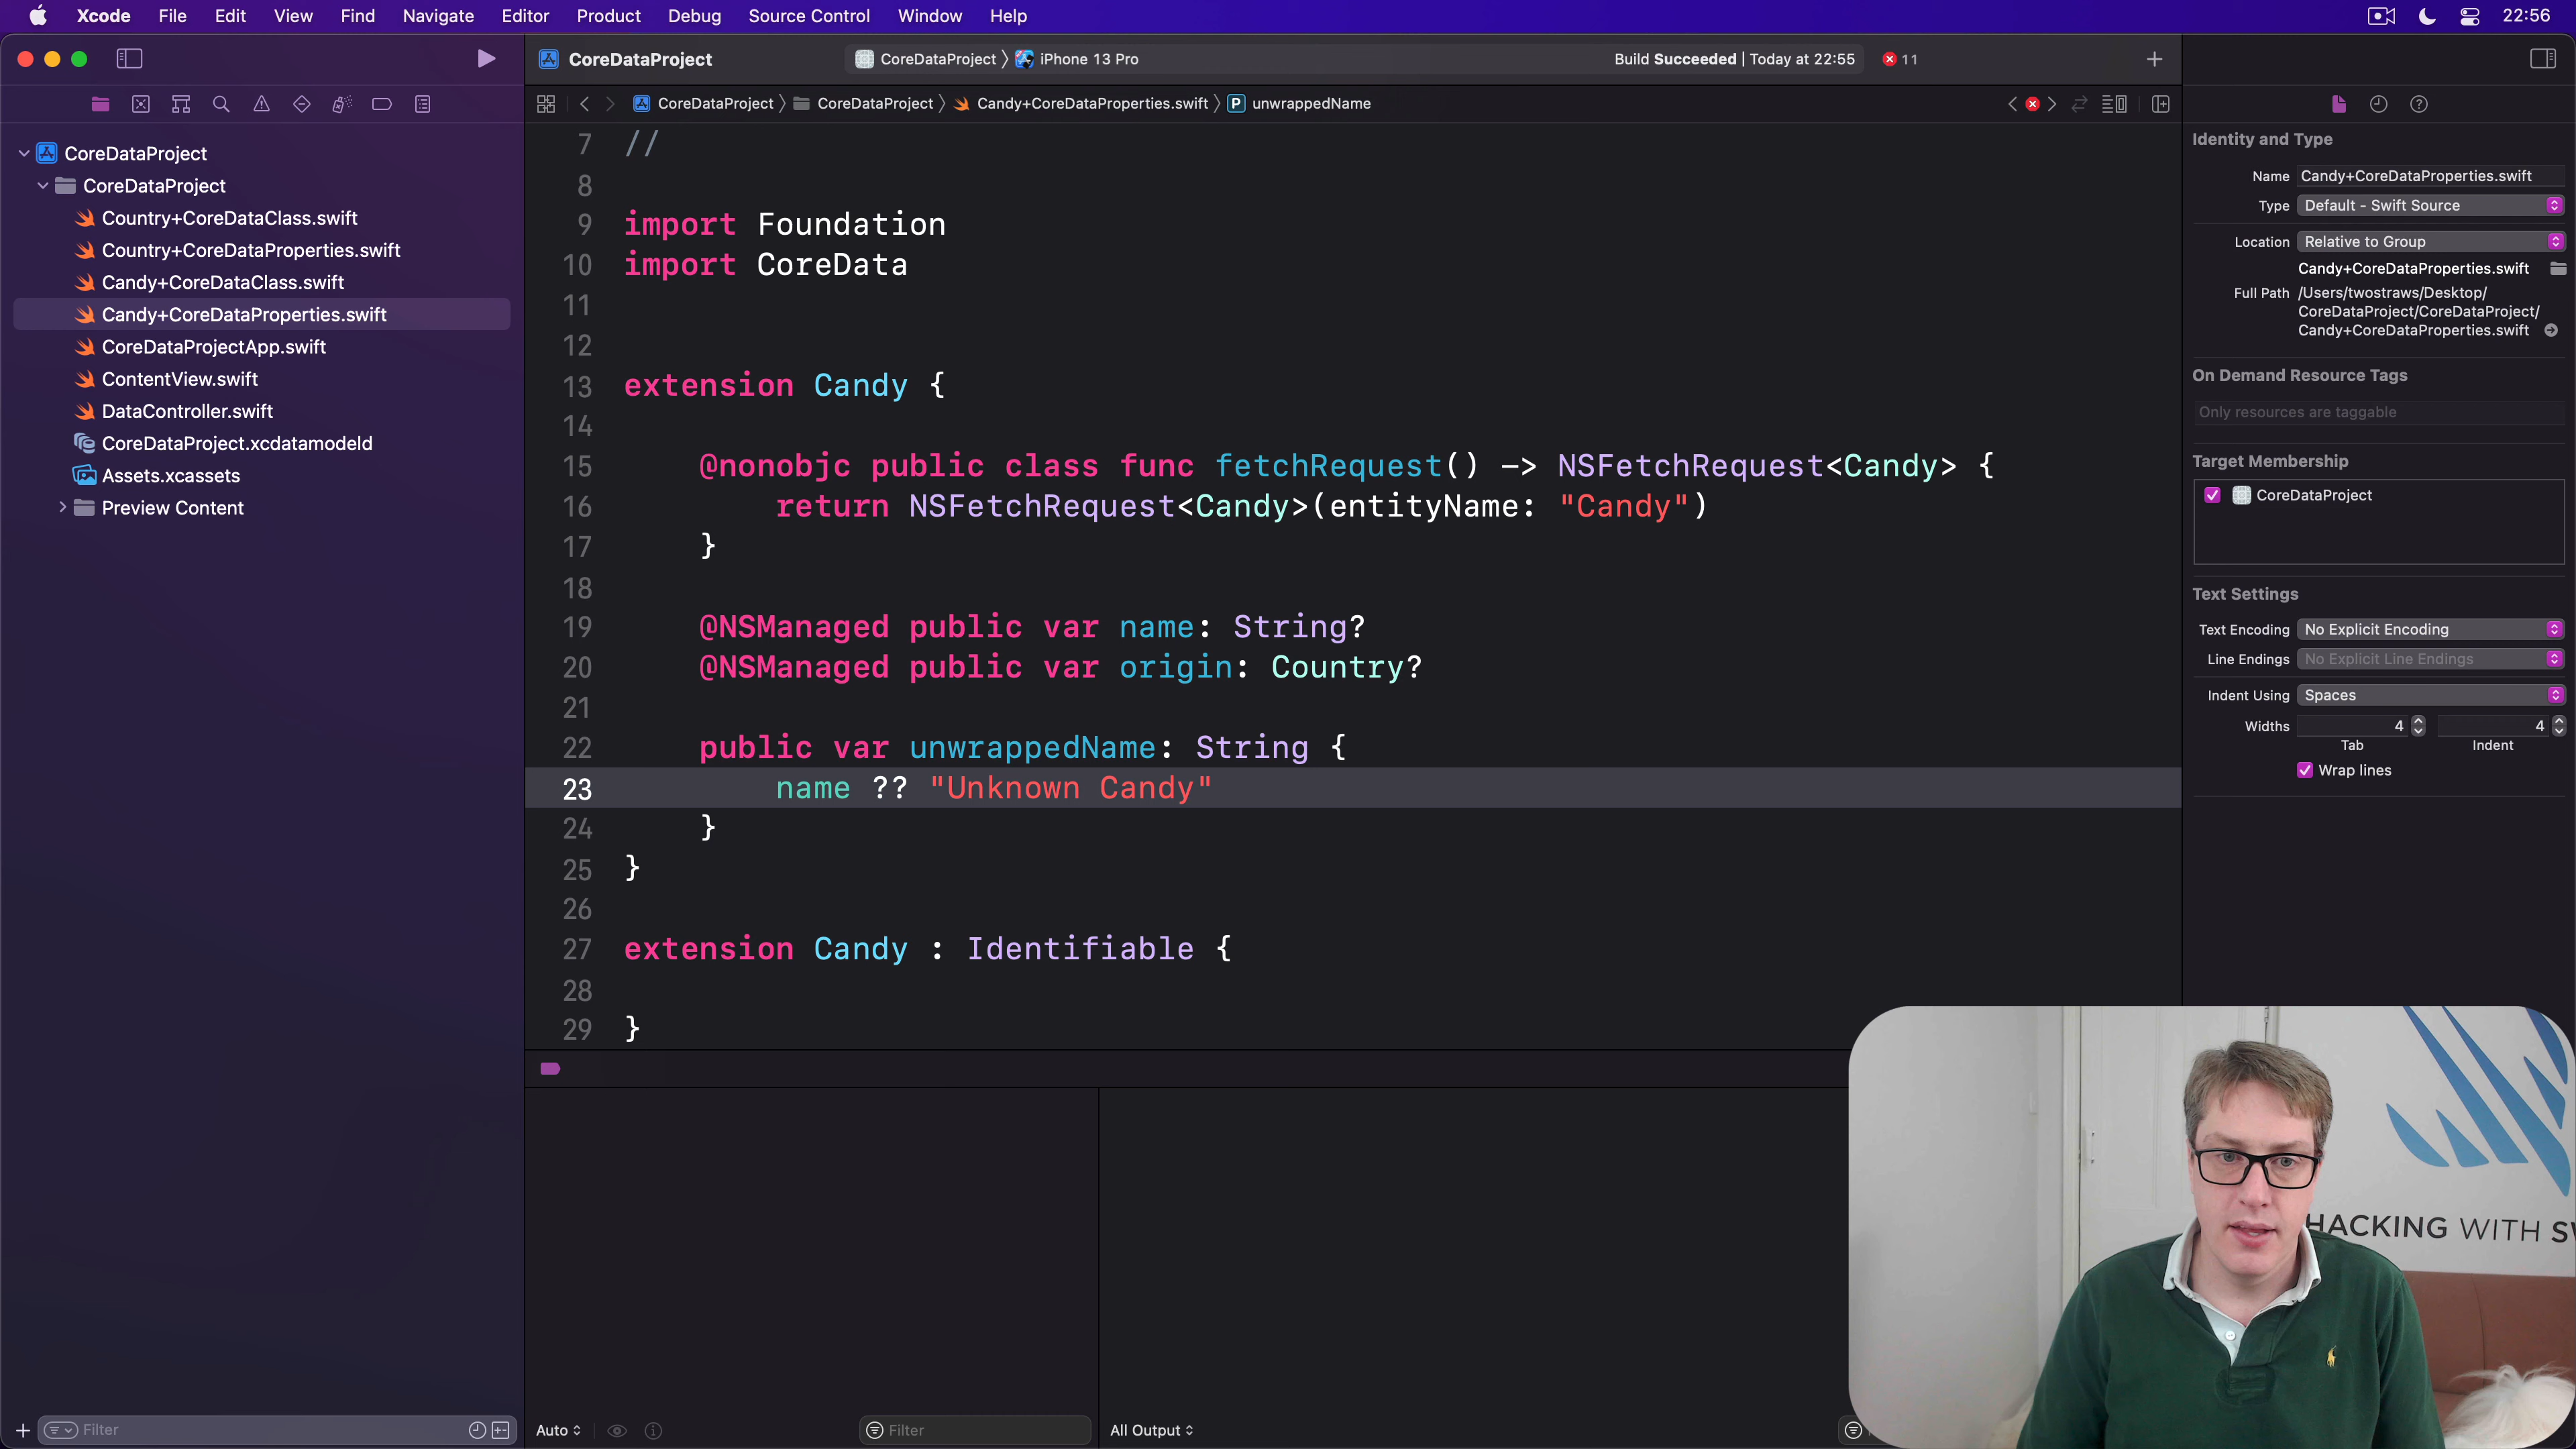 Xcode File Edit View Find Navigate Editor Product Debug Source Control Window Help 22:56
CoreDataProject CoreDataProject iPhone 13 Pro Build Succeeded | Today at 22:55 11
CoreDataProject CoreDataProject Candy+CoreDataProperties.swift unwrappedName
CoreDataProject
CoreDataProject
Country+CoreDataClass.swift
Country+CoreDataProperties.swift
Candy+CoreDataClass.swift
Candy+CoreDataProperties.swift
CoreDataProjectApp.swift
ContentView.swift
DataController.swift
CoreDataProject.xcdatamodeld
Assets.xcassets
Preview Content
Filter
7 //
8
9 import Foundation
10 import CoreData
11
12
13 extension Candy {
14
15 @nonobjc public class func fetchRequest() -> NSFetchRequest<Candy> {
16 return NSFetchRequest<Candy>(entityName: "Candy")
17 }
18
19 @NSManaged public var name: String?
20 @NSManaged public var origin: Country?
21
22 public var unwrappedName: String {
23 name ?? "Unknown Candy"
24 }
25 }
26
27 extension Candy : Identifiable {
28
29 }
Auto Filter All Output
Identity and Type
Name Candy+CoreDataProperties.swift
Type Default - Swift Source
Location Relative to Group
Candy+CoreDataProperties.swift
Full Path /Users/twostraws/Desktop/
CoreDataProject/CoreDataProject/
Candy+CoreDataProperties.swift
On Demand Resource Tags
Only resources are taggable
Target Membership
CoreDataProject
Text Settings
Text Encoding No Explicit Encoding
Line Endings No Explicit Line Endings
Indent Using Spaces
Widths 4 4
Tab Indent
Wrap lines
HACKING WITH SW